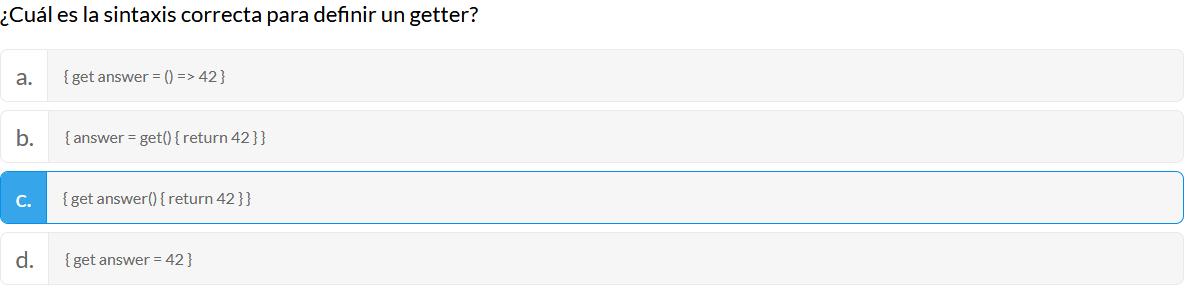 ¿Cuál es la sintaxis correcta para definir un getter?
a. { get answer = () => 42 }
b. { answer = get() { return 42 } }
c. { get answer() { return 42 } }
d. { get answer = 42 }